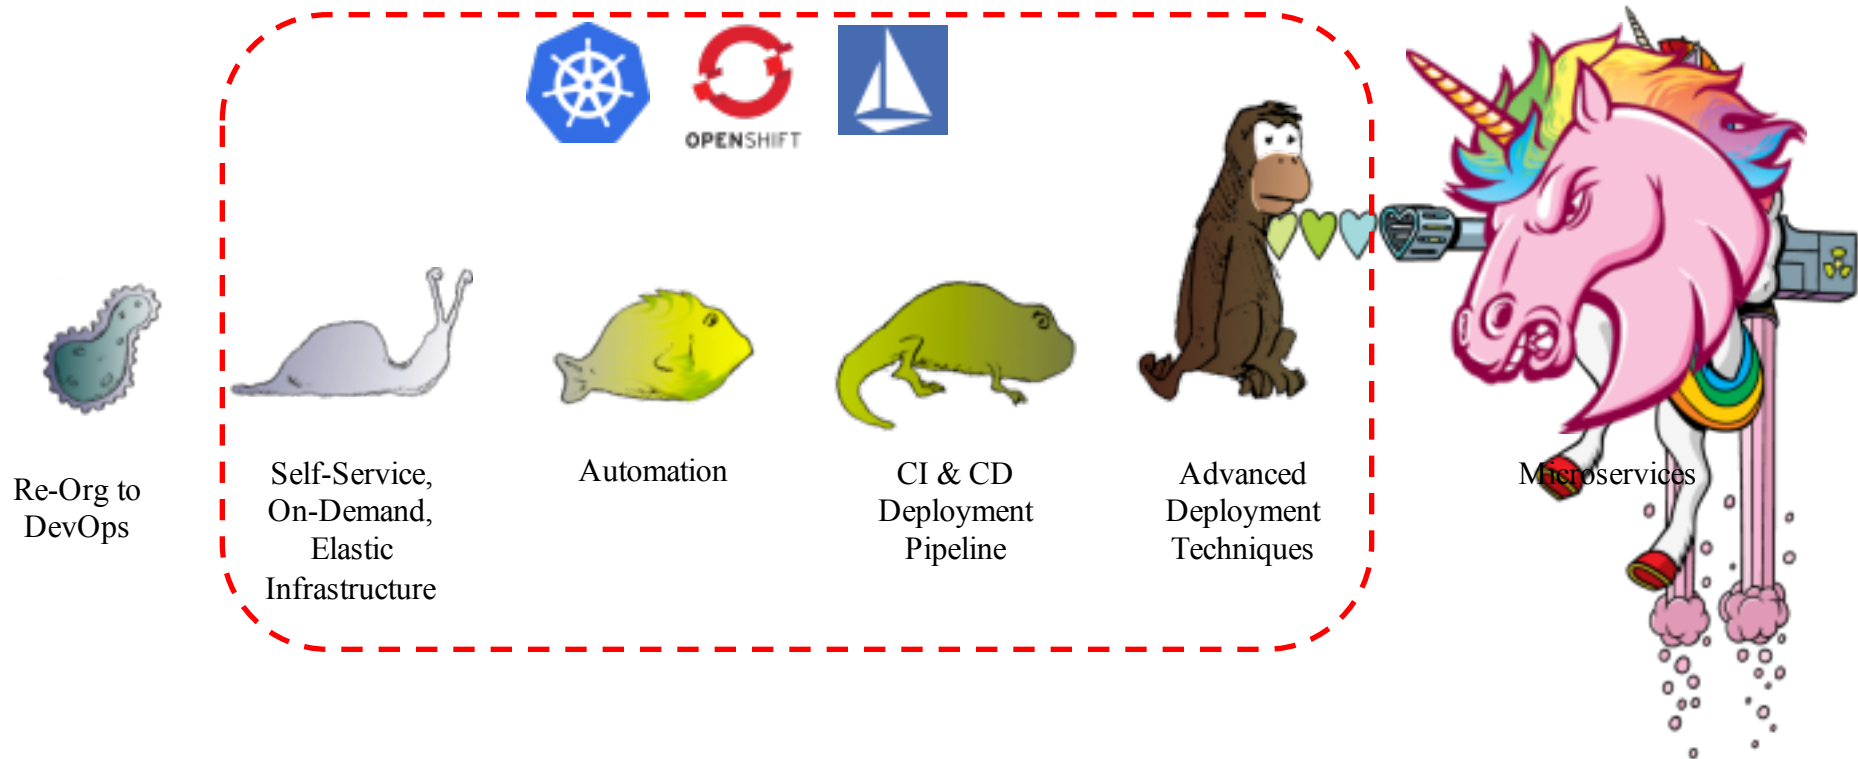 OPENSHIFT
Re-Org to
DevOps
Self-Service,
On-Demand,
Elastic
Infrastructure
Automation
CI & CD
Deployment
Pipeline
Advanced
Deployment
Techniques
Microservices